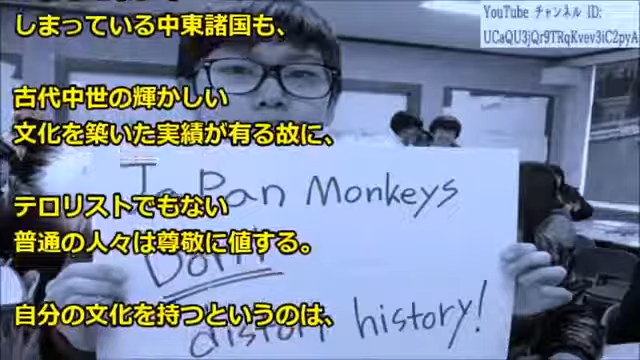 しまっている中東諸国も、
YouTube チャンネル ID:
UCaQU3jQr9TRqKvev3iC2pyA
古代中世の輝かしい
文化を築いた実績が有る故に、
Japan Monkeys
テロリストでもない
普通の人々は尊敬に値する。
Don't
自分の文化を持つというのは、
distort history!